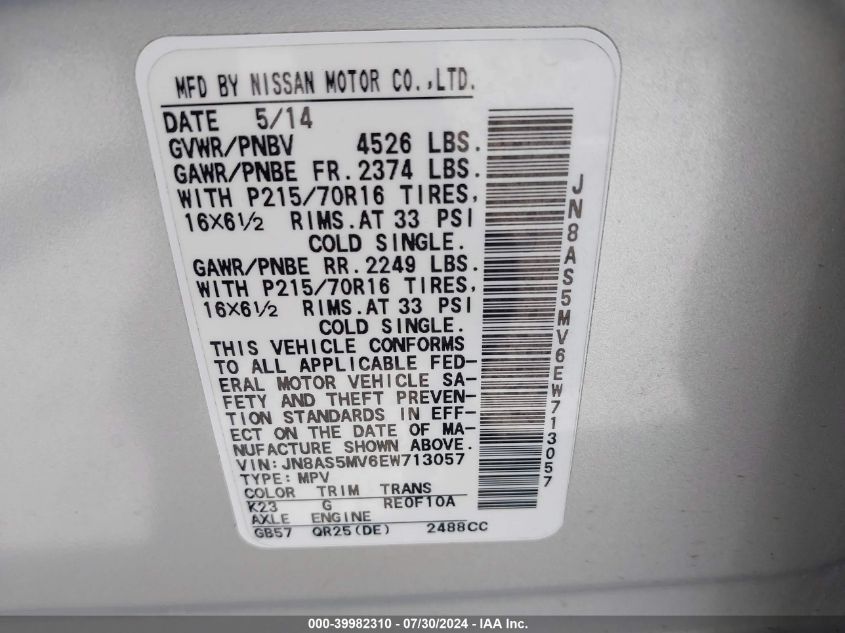 MFD BY NISSAN MOTOR CO.,LTD.
DATE 5/14
GVWR/PNBV 4526 LBS.
GAWR/PNBE FR. 2374 LBS.
WITH P215/70R16 TIRES,
16X6½ RIMS. AT 33 PSI
COLD SINGLE.
GAWR/PNBE RR. 2249 LBS.
WITH P215/70R16 TIRES,
16X6½ RIMS. AT 33 PSI
COLD SINGLE.
THIS VEHICLE CONFORMS
TO ALL APPLICABLE FED-
ERAL MOTOR VEHICLE SA-
FETY AND THEFT PREVEN-
TION STANDARDS IN EFF-
ECT ON THE DATE OF MA-
NUFACTURE SHOWN ABOVE.
VIN: JN8AS5MV6EW713057
TYPE: MPV
COLOR TRIM TRANS
K23 G RE0F10A
AXLE ENGINE
GB57 QR25(DE) 2488CC
JN8AS5MV6EW713057
000-39982310 - 07/30/2024 - IAA Inc.